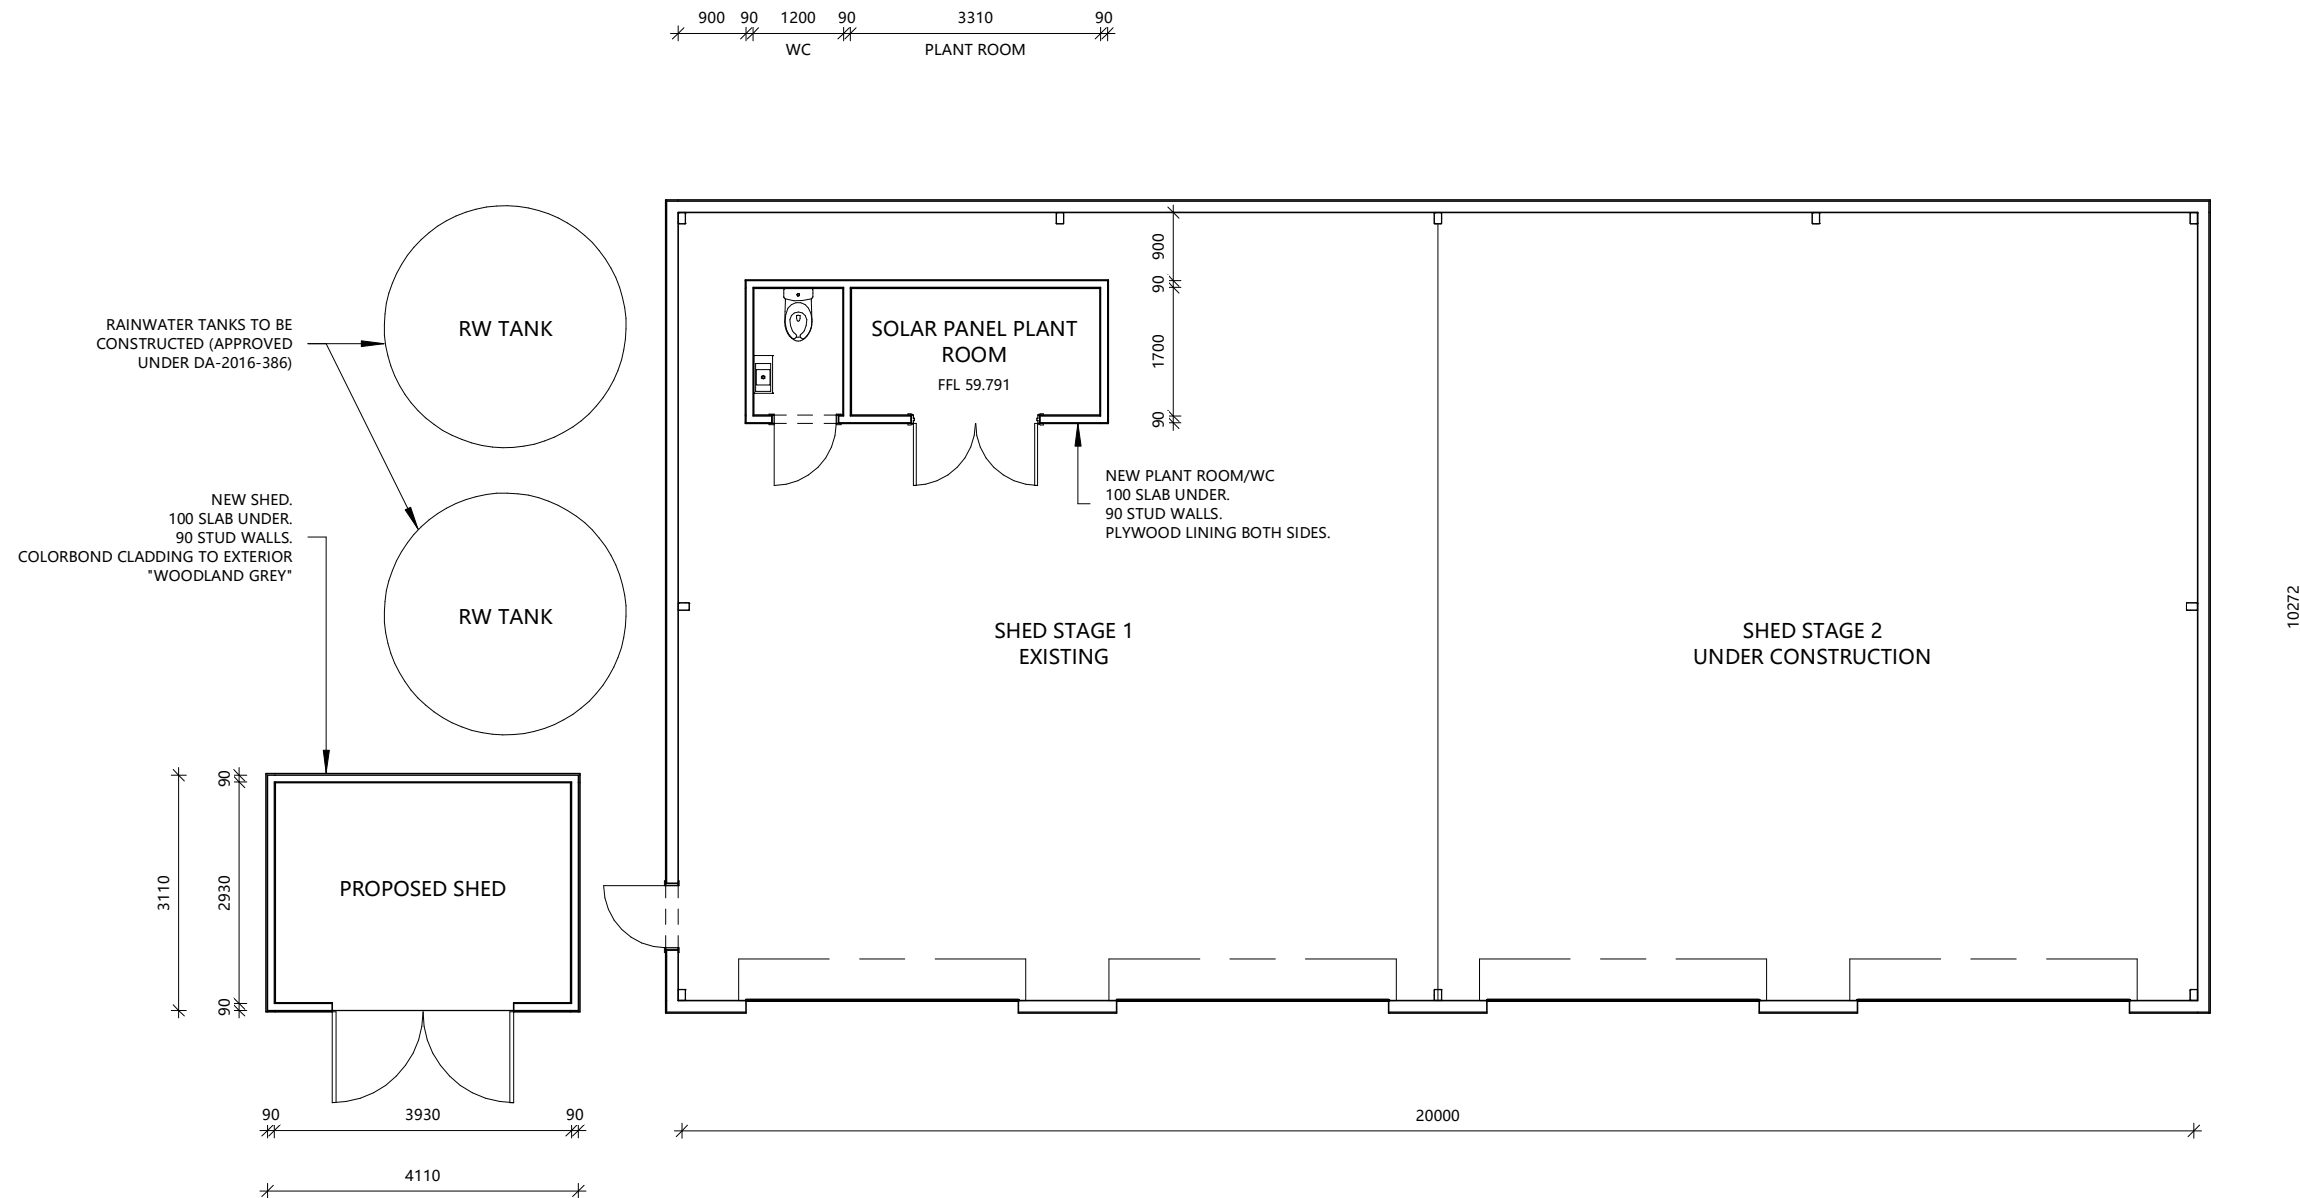 900 90 1200 90 3310 90
WC PLANT ROOM
RAINWATER TANKS TO BE
CONSTRUCTED (APPROVED
UNDER DA-2016-386)
RW TANK
SOLAR PANEL PLANT
ROOM
FFL 59.791
900
90
1700
90
NEW PLANT ROOM/WC
100 SLAB UNDER.
90 STUD WALLS.
PLYWOOD LINING BOTH SIDES.
NEW SHED.
100 SLAB UNDER.
90 STUD WALLS.
COLORBOND CLADDING TO EXTERIOR
"WOODLAND GREY"
RW TANK
SHED STAGE 1
EXISTING
SHED STAGE 2
UNDER CONSTRUCTION
10272
3110
90
2930
90
PROPOSED SHED
90 3930 90
4110
20000